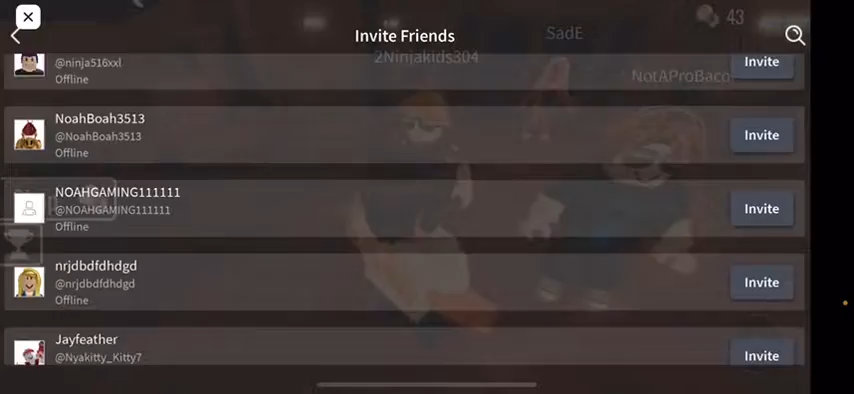 Invite Friends
43
SadE
2Ninjakids304
NotAProBaco
@ninja516xxl
Offline
Invite
NoahBoah3513
@NoahBoah3513
Offline
Invite
NOAHGAMING111111
@NOAHGAMING111111
Offline
Invite
nrjdbdfdhdgd
@nrjdbdfdhdgd
Offline
Invite
Jayfeather
@Nyakitty_Kitty7
Invite